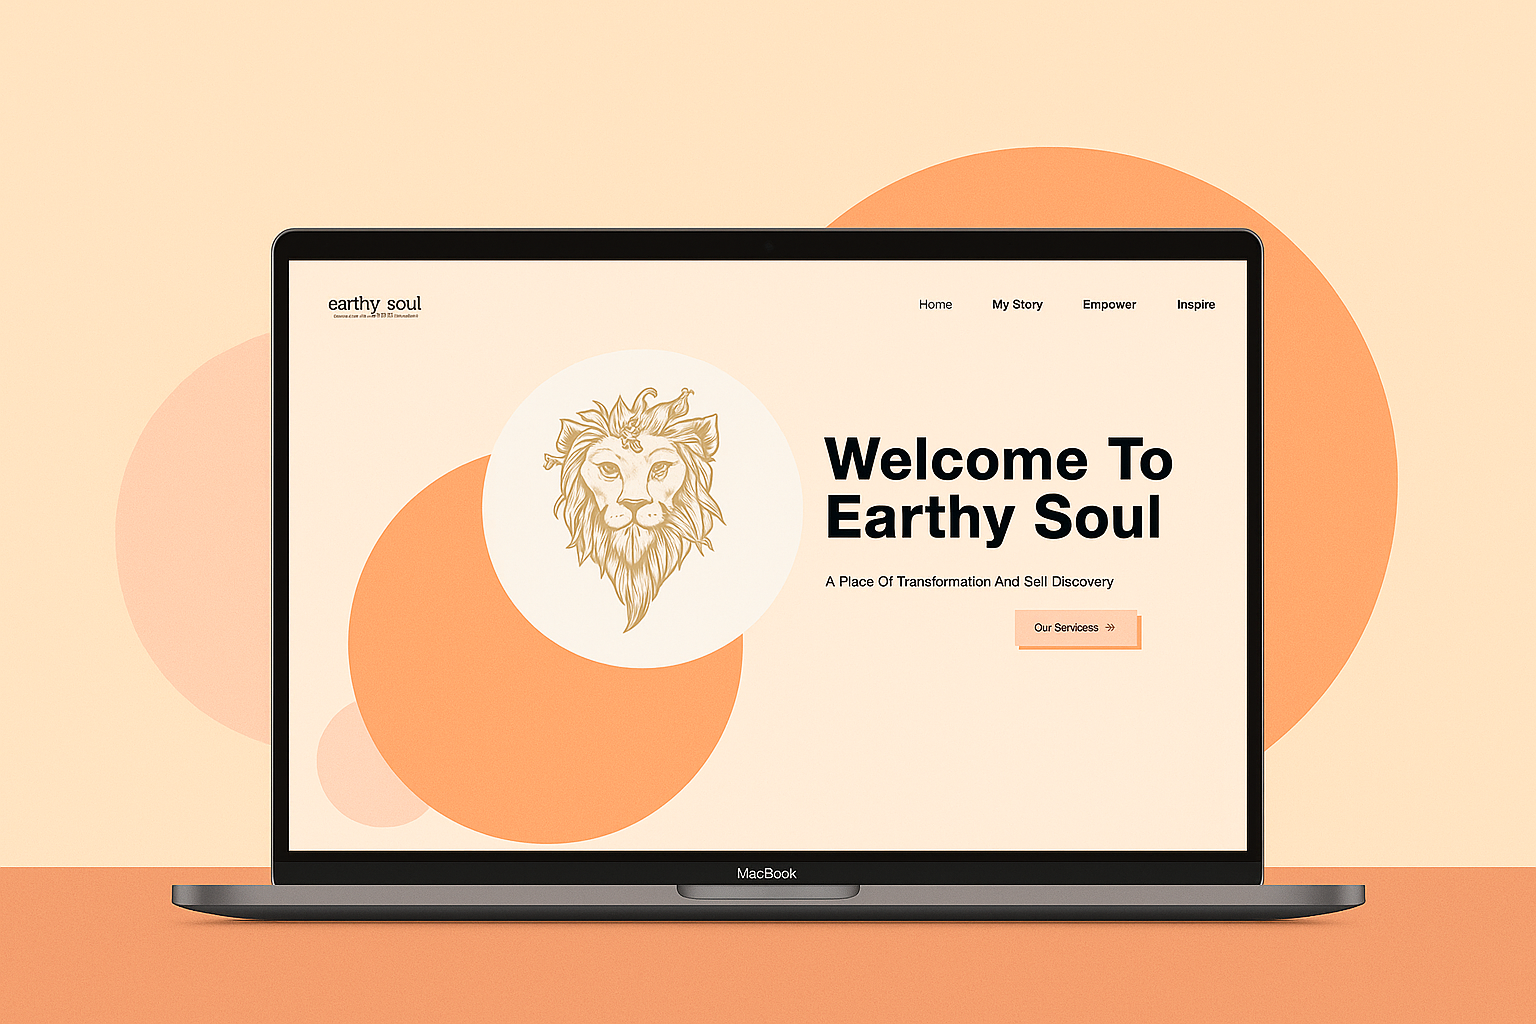 earthy soul
Home
My Story
Empower
Inspire
Welcome To
Earthy Soul
A Place Of Transformation And Sell Discovery
Our Servicess
MacBook